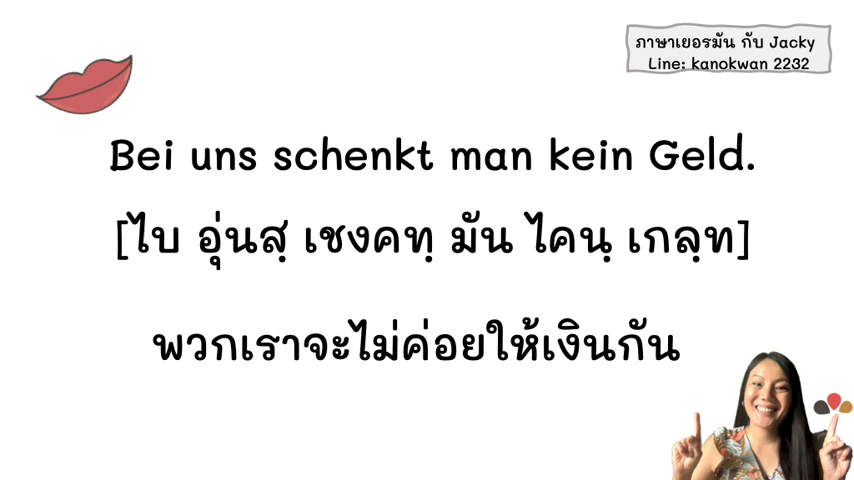 ภาษาเยอรมัน กับ Jacky
Line: kanokwan 2232
Bei uns schenkt man kein Geld.
[ไบ อุ่นสฺ เชงคทฺ มัน ไคนฺ เกลฺท]
พวกเราจะไม่ค่อยให้เงินกัน